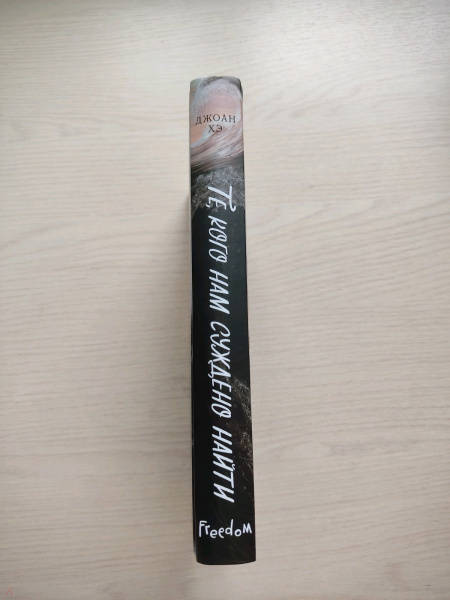 ДЖОАН
ХЭ
ТЕ, КОГО НАМ СУЖДЕНО НАЙТИ
Freedom